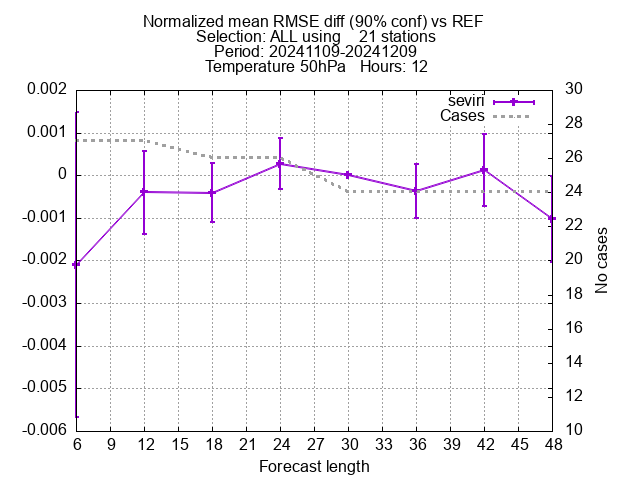 Normalized mean RMSE diff (90% conf) vs REF
Selection: ALL using    21 stations
Period: 20241109-20241209
Temperature 50hPa   Hours: 12
0.002
0.001
0
-0.001
-0.002
-0.003
-0.004
-0.005
-0.006
30
28
26
24
22
20
18
16
14
12
10
seviri
Cases
No cases
6 9 12 15 18 21 24 27 30 33 36 39 42 45 48
Forecast length